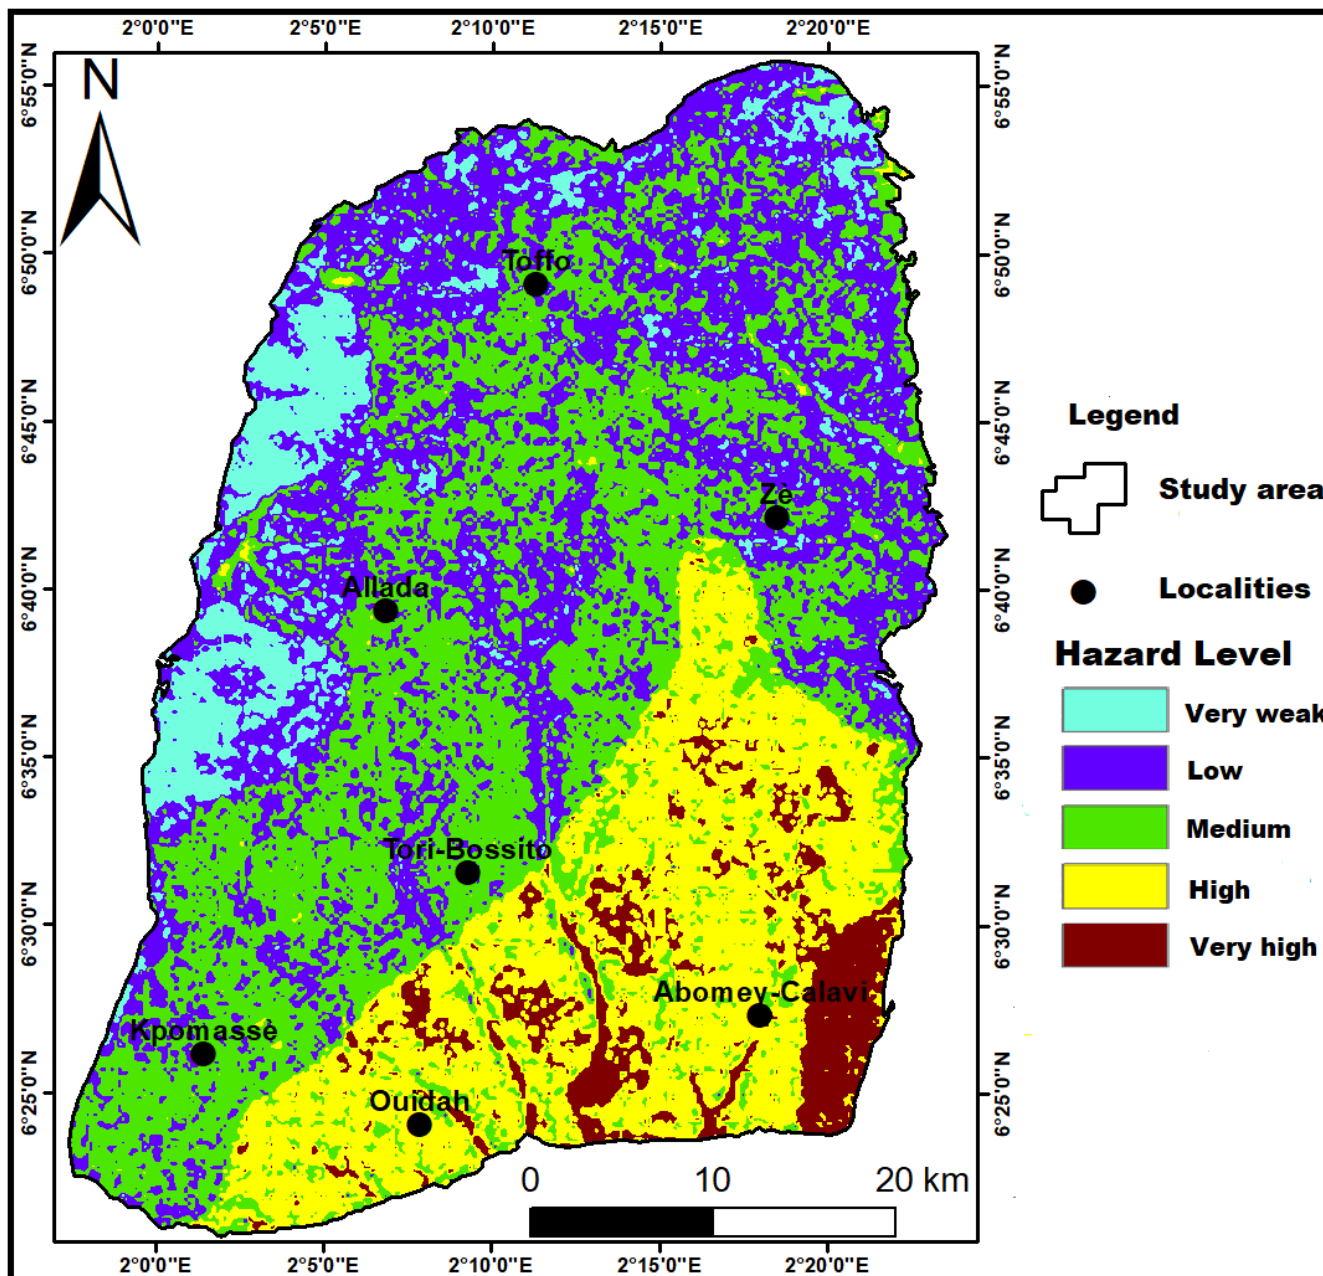 2°0'0"E 2°5'0"E 2°10'0"E 2°15'0"E 2°20'0"E
N
6°55'0"N
6°50'0"N
6°45'0"N
6°40'0"N
6°35'0"N
6°30'0"N
6°25'0"N
Toffo
Zè
Allada
Tori-Bossito
Abomey-Calavi
Kpomassè
Ouidah
0 10 20 km
6°55'0"N
6°50'0"N
6°45'0"N
6°40'0"N
6°35'0"N
6°30'0"N
6°25'0"N
2°0'0"E 2°5'0"E 2°10'0"E 2°15'0"E 2°20'0"E
Legend
Study area
Localities
Hazard Level
Very weak
Low
Medium
High
Very high